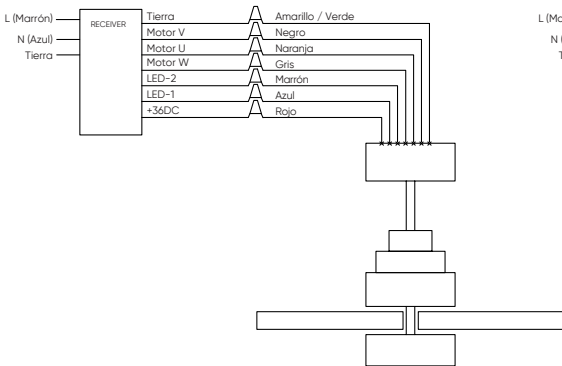 L (Marrón)
N (Azul)
Tierra
RECEIVER
Tierra Amarillo / Verde
Motor V Negro
Motor U Naranja
Motor W Gris
LED-2 Marrón
LED-1 Azul
+36DC Rojo
L (
N (